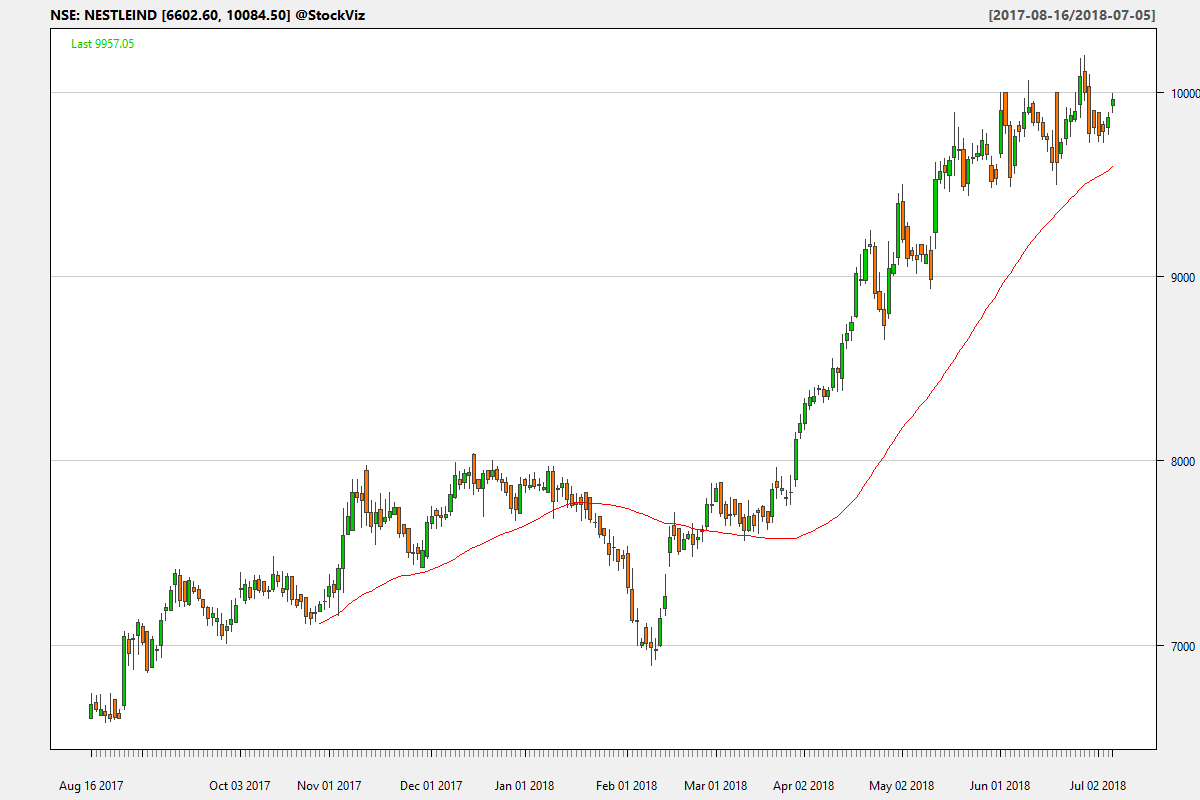 NSE: NESTLEIND [6602.60, 10084.50] @StockViz [2017-08-16/2018-07-05]
Last 9957.05
10000
9000
8000
7000
Aug 16 2017 Oct 03 2017 Nov 01 2017 Dec 01 2017 Jan 01 2018 Feb 01 2018 Mar 01 2018 Apr 02 2018 May 02 2018 Jun 01 2018 Jul 02 2018